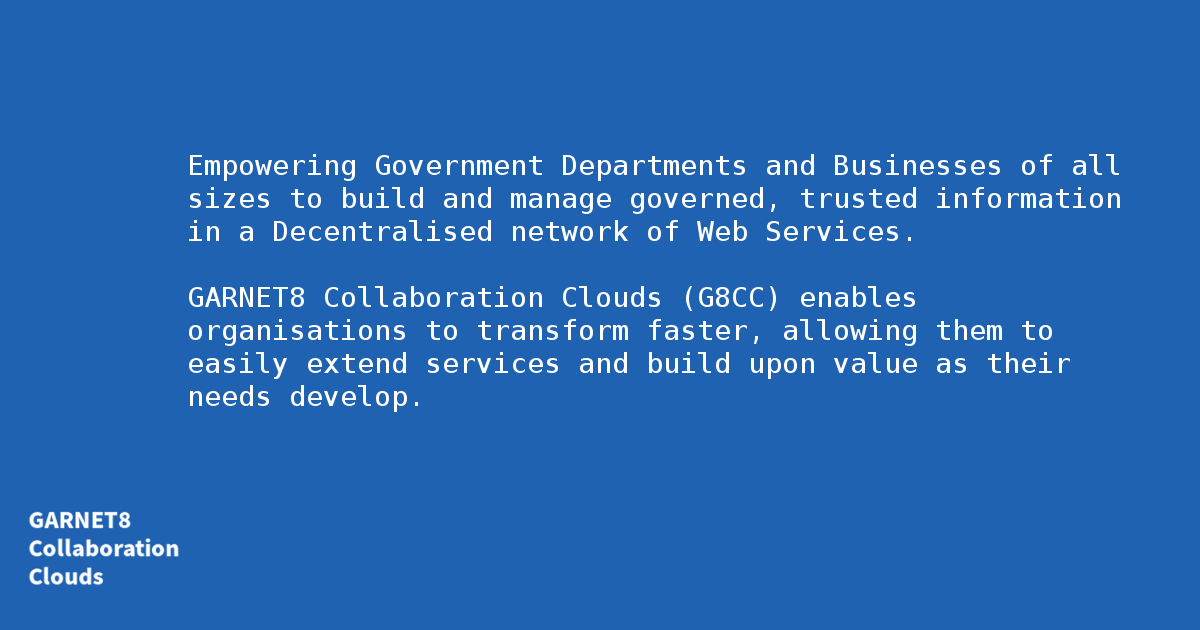 Empowering Government Departments and Businesses of all
sizes to build and manage governed, trusted information
in a Decentralised network of Web Services.
GARNET8 Collaboration Clouds (G8CC) enables
organisations to transform faster, allowing them to
easily extend services and build upon value as their
needs develop.
GARNET8
Collaboration
Clouds